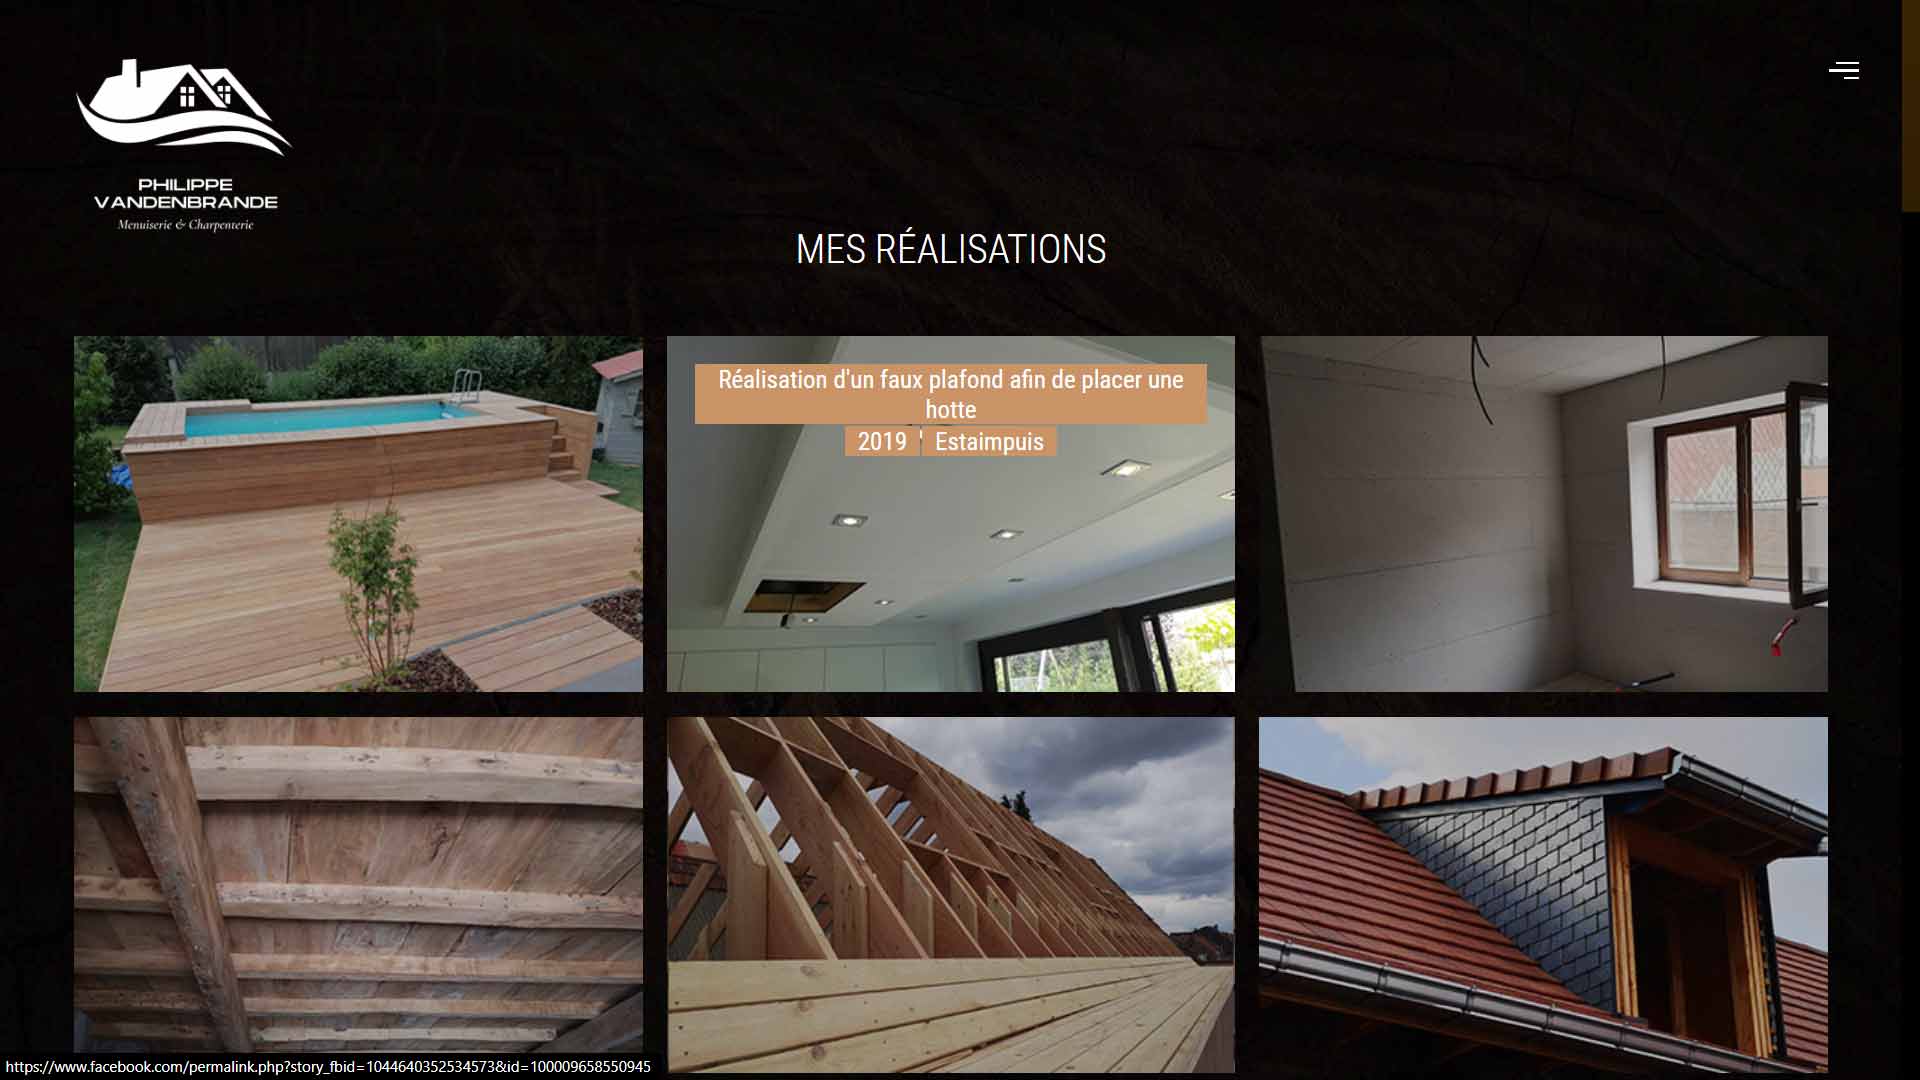 PHILIPPE
VANDENBRANDE
Menuiserie & Charpenterie
MES RÉALISATIONS
Réalisation d'un faux plafond afin de placer une
hotte
2019 Estaimpuis
https://www.facebook.com/permalink.php?story_fbid=1044640352534573&id=100009658550945